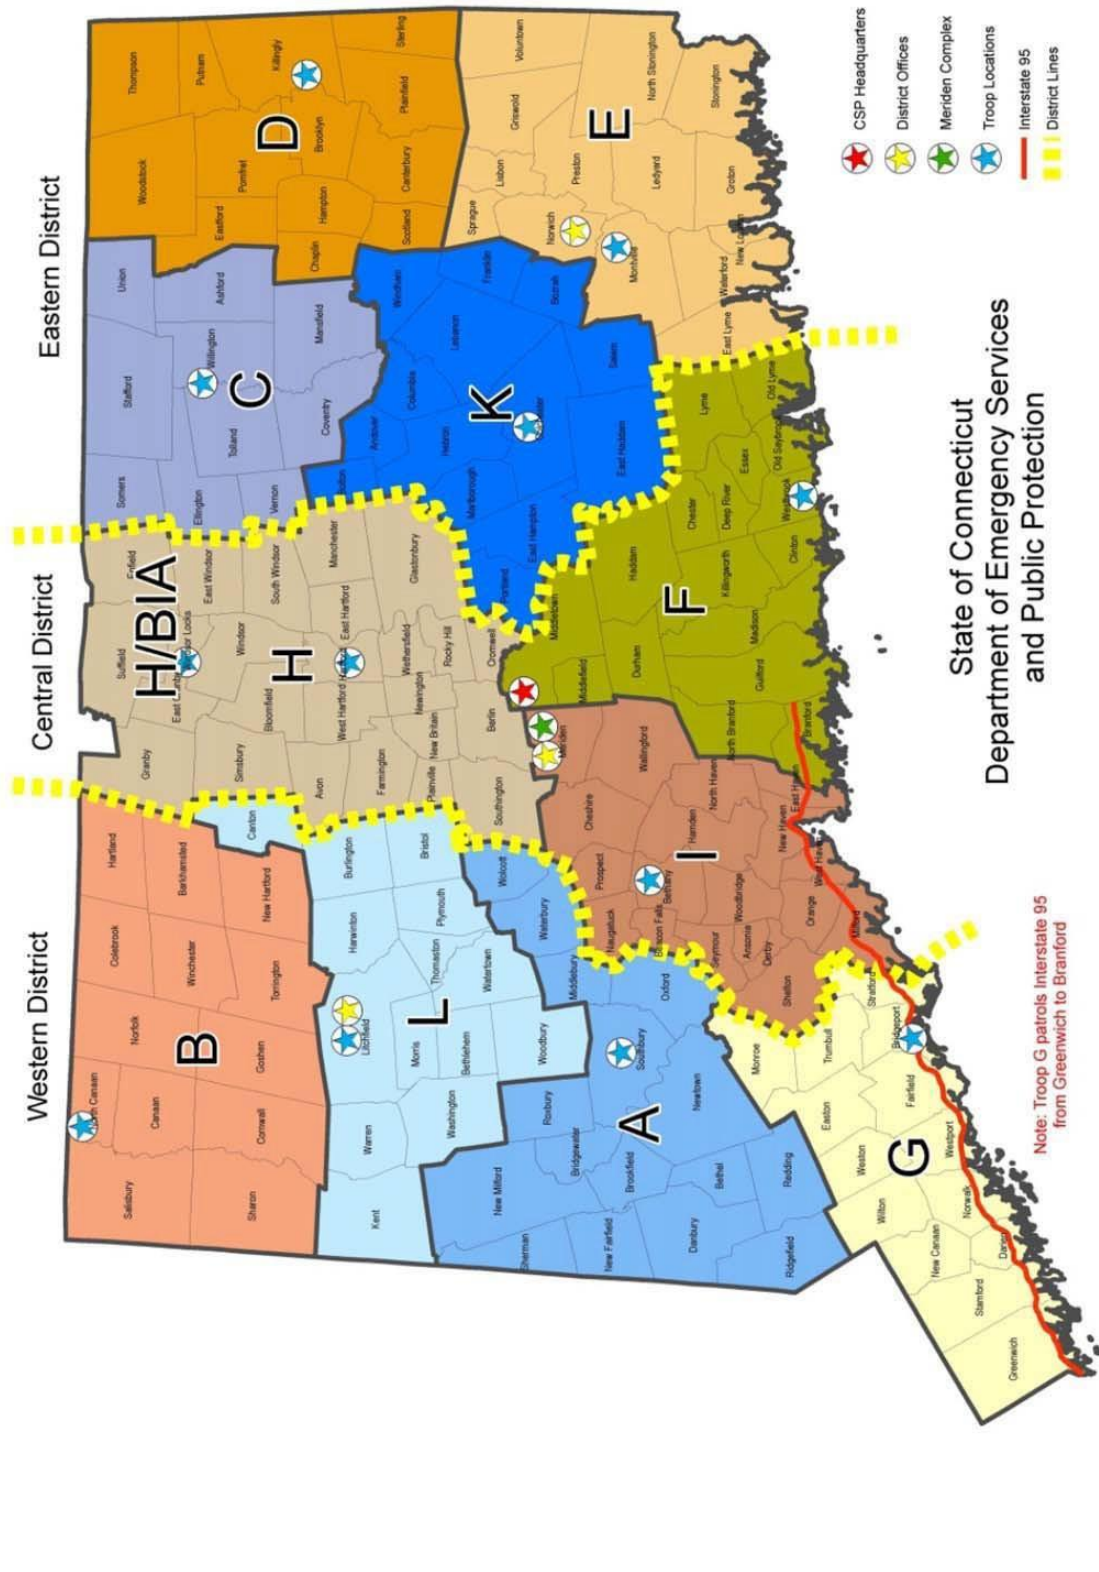 Western District
Central District
Eastern District
B
North Canaan
Salisbury
Canaan
Norfolk
Colebrook
Hartland
Sharon
Cornwall
Goshen
Winchester
Barkhamsted
Torrington
New Hartford
L
Kent
Warren
Litchfield
Harwinton
Burlington
Canton
Washington
Morris
Bethlehem
Thomaston
Watertown
Plymouth
Bristol
Woodbury
A
New Milford
Sherman
Roxbury
Bridgewater
Brookfield
New Fairfield
Danbury
Bethel
Redding
Ridgefield
Newtown
Southbury
Oxford
Middlebury
Waterbury
Wolcott
G
Monroe
Trumbull
Easton
Weston
Wilton
New Canaan
Stamford
Greenwich
Darien
Norwalk
Westport
Fairfield
Bridgeport
Stratford
H/BIA
H
Granby
Suffield
Enfield
East Granby
Windsor Locks
East Windsor
Simsbury
Bloomfield
Windsor
South Windsor
Avon
West Hartford
Hartford
East Hartford
Manchester
Farmington
Newington
Wethersfield
Glastonbury
Plainville
New Britain
Rocky Hill
Southington
Berlin
Cromwell
I
Meriden
Cheshire
Wallingford
Prospect
Naugatuck
Beacon Falls
Bethany
Hamden
North Haven
Seymour
Ansonia
Derby
Woodbridge
Shelton
Orange
Milford
West Haven
New Haven
East Haven
F
Middletown
Middlefield
Durham
Haddam
Chester
Deep River
Essex
Lyme
Old Lyme
Old Saybrook
Westbrook
Clinton
Killingworth
Madison
Guilford
North Branford
Branford
C
Somers
Stafford
Union
Ellington
Tolland
Willington
Ashford
Vernon
Coventry
Mansfield
K
Bolton
Andover
Columbia
Windham
Hebron
Lebanon
Franklin
Marlborough
Bozrah
East Hampton
Portland
East Haddam
Salem
D
Woodstock
Thompson
Putnam
Eastford
Pomfret
Killingly
Chaplin
Hampton
Brooklyn
Scotland
Canterbury
Plainfield
Sterling
E
Sprague
Lisbon
Griswold
Voluntown
Norwich
Preston
North Stonington
Montville
Ledyard
Stonington
Groton
Waterford
East Lyme
Note: Troop G patrols Interstate 95
from Greenwich to Branford
State of Connecticut
Department of Emergency Services
and Public Protection
CSP Headquarters
District Offices
Meriden Complex
Troop Locations
Interstate 95
District Lines